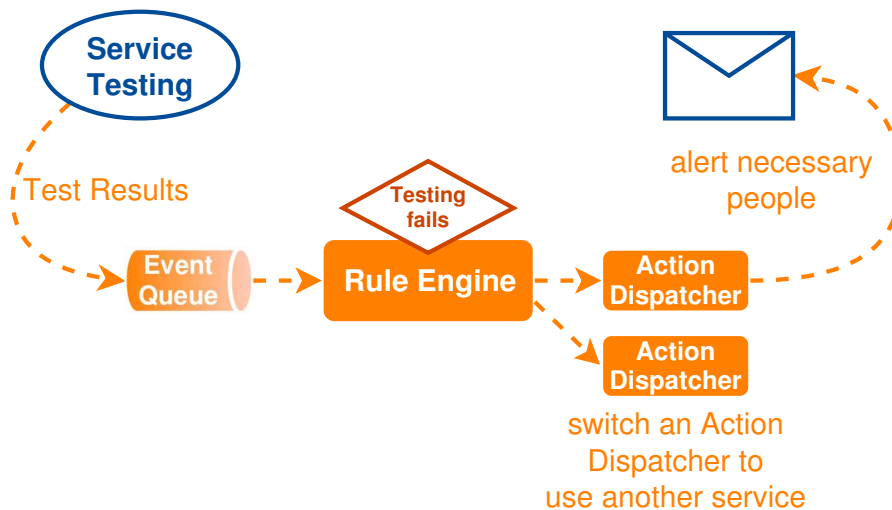 Service
Testing
Test Results
alert necessary
people
Testing
fails
Event
Queue
Rule Engine
Action
Dispatcher
Action
Dispatcher
switch an Action
Dispatcher to
use another service